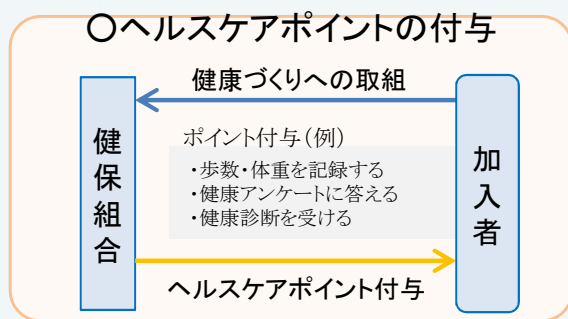 〇ヘルスケアポイントの付与
健康づくりへの取組
健保組合
ポイント付与(例)
・歩数・体重を記録する
・健康アンケートに答える
・健康診断を受ける
加入者
ヘルスケアポイント付与